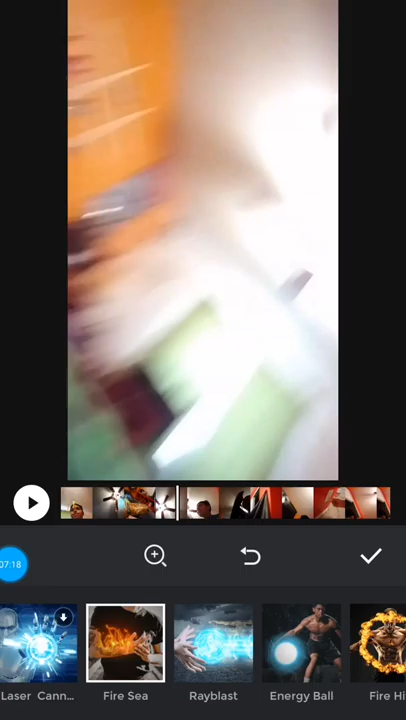 07:18
Laser Cann...
Fire Sea
Rayblast
Energy Ball
Fire Hi